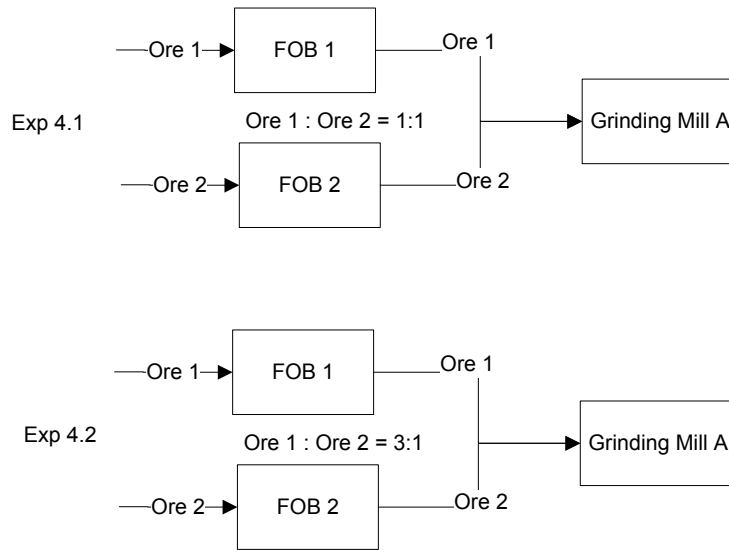 Ore 1
FOB 1
Ore 1
Exp 4.1
Ore 1 : Ore 2 = 1:1
Grinding Mill A
Ore 2
FOB 2
Ore 2
Ore 1
FOB 1
Ore 1
Exp 4.2
Ore 1 : Ore 2 = 3:1
Grinding Mill A
Ore 2
FOB 2
Ore 2